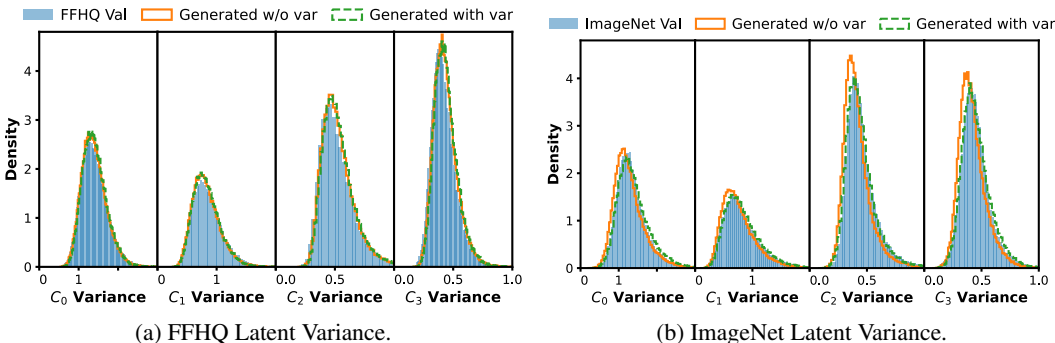 FFHQ Val Generated w/o var Generated with var
Density
4
3
2
1
0
0 1
0 1
0.0 0.5
0.0 0.5 1.0
C₀ Variance C₁ Variance C₂ Variance C₃ Variance
(a) FFHQ Latent Variance.
ImageNet Val Generated w/o var Generated with var
Density
4
3
2
1
0
0 1
0 1
0.0 0.5
0.0 0.5 1.0
C₀ Variance C₁ Variance C₂ Variance C₃ Variance
(b) ImageNet Latent Variance.